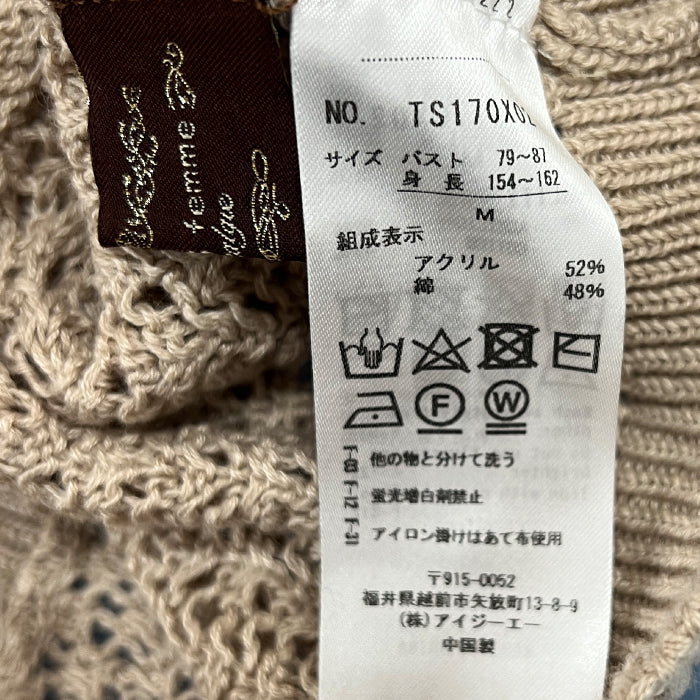 femme
NO. TS170X02
サイズ バスト 79～87
身長 154～162
M
組成表示
アクリル 52%
綿 48%
F W
F-03 他の物と分けて洗う
F-12 蛍光増白剤禁止
F-31 アイロン掛けはあて布使用
〒915-0052
福井県越前市矢放町13-8-9
(株)アイジーエー
中国製